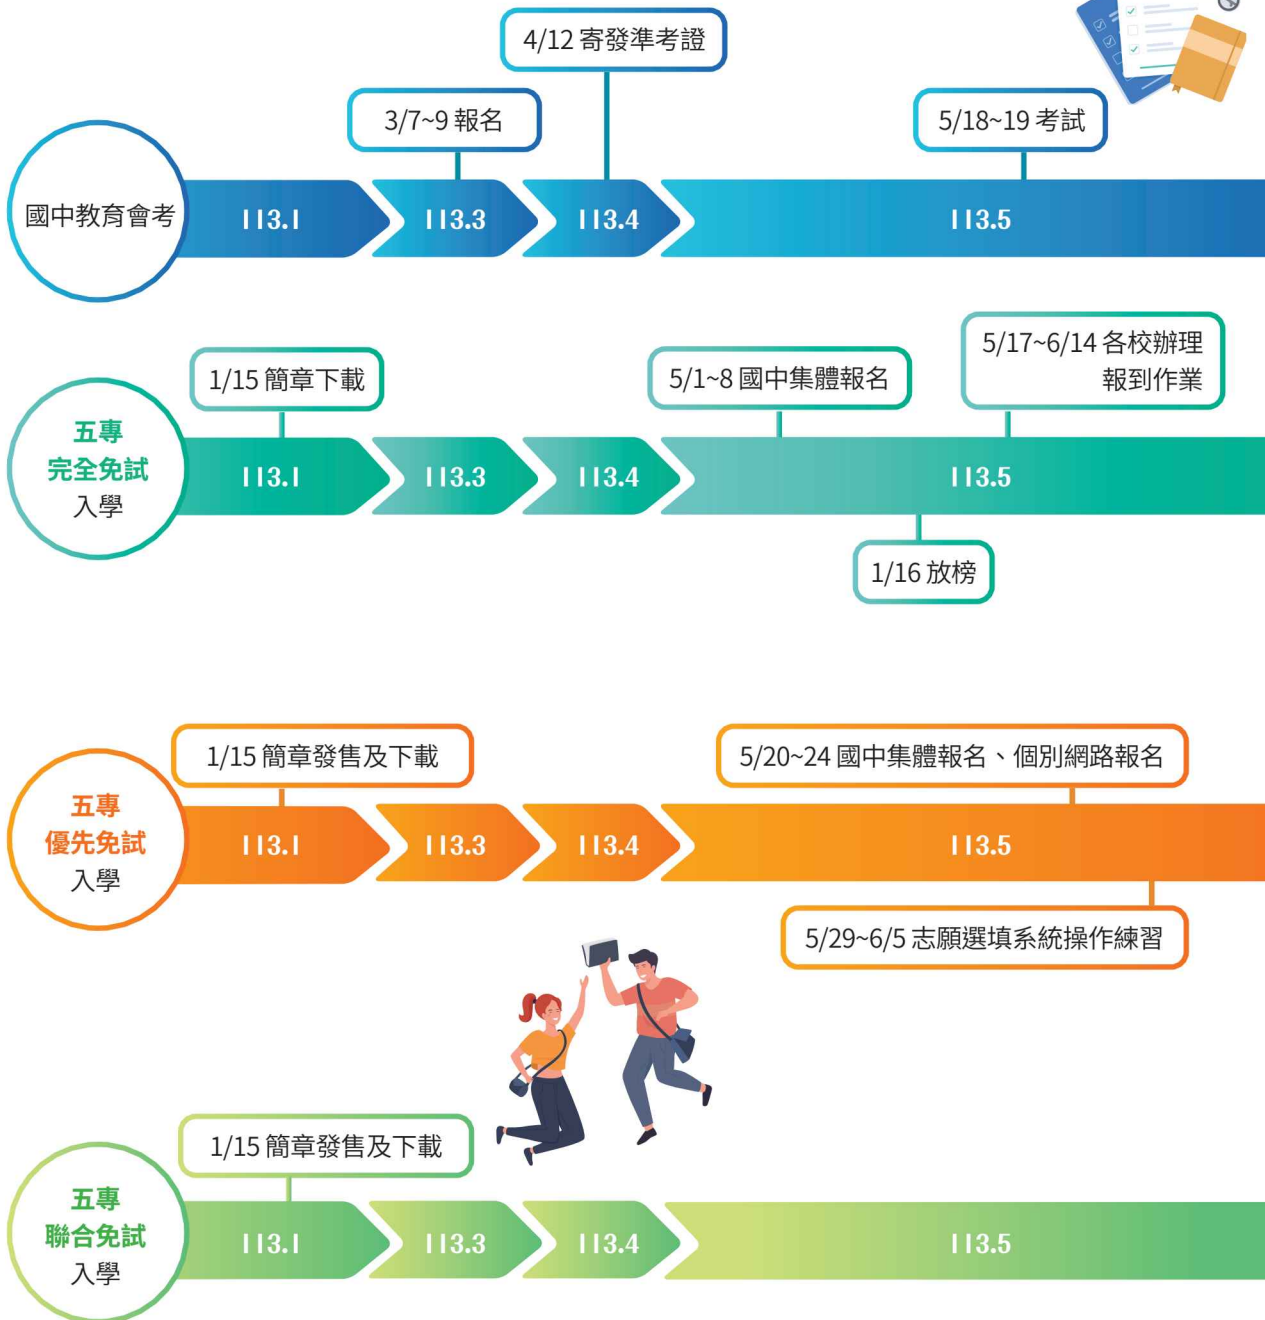 4/12 寄發準考證
3/7~9 報名
5/18~19 考試
國中教育會考
113.1
113.3
113.4
113.5
1/15 簡章下載
5/1~8 國中集體報名
5/17~6/14 各校辦理
報到作業
五專
完全免試
入學
113.1
113.3
113.4
113.5
1/16 放榜
1/15 簡章發售及下載
5/20~24 國中集體報名、個別網路報名
五專
優先免試
入學
113.1
113.3
113.4
113.5
5/29~6/5 志願選填系統操作練習
1/15 簡章發售及下載
五專
聯合免試
入學
113.1
113.3
113.4
113.5